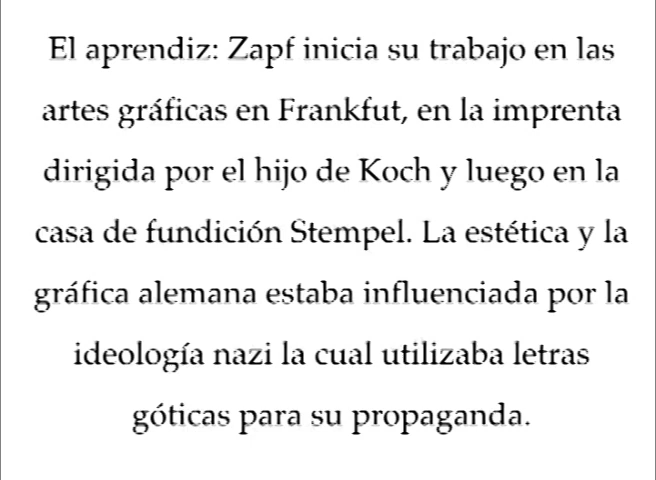 El aprendiz: Zapf inicia su trabajo en las
artes gráficas en Frankfut, en la imprenta
dirigida por el hijo de Koch y luego en la
casa de fundición Stempel. La estética y la
gráfica alemana estaba influenciada por la
ideología nazi la cual utilizaba letras
góticas para su propaganda.